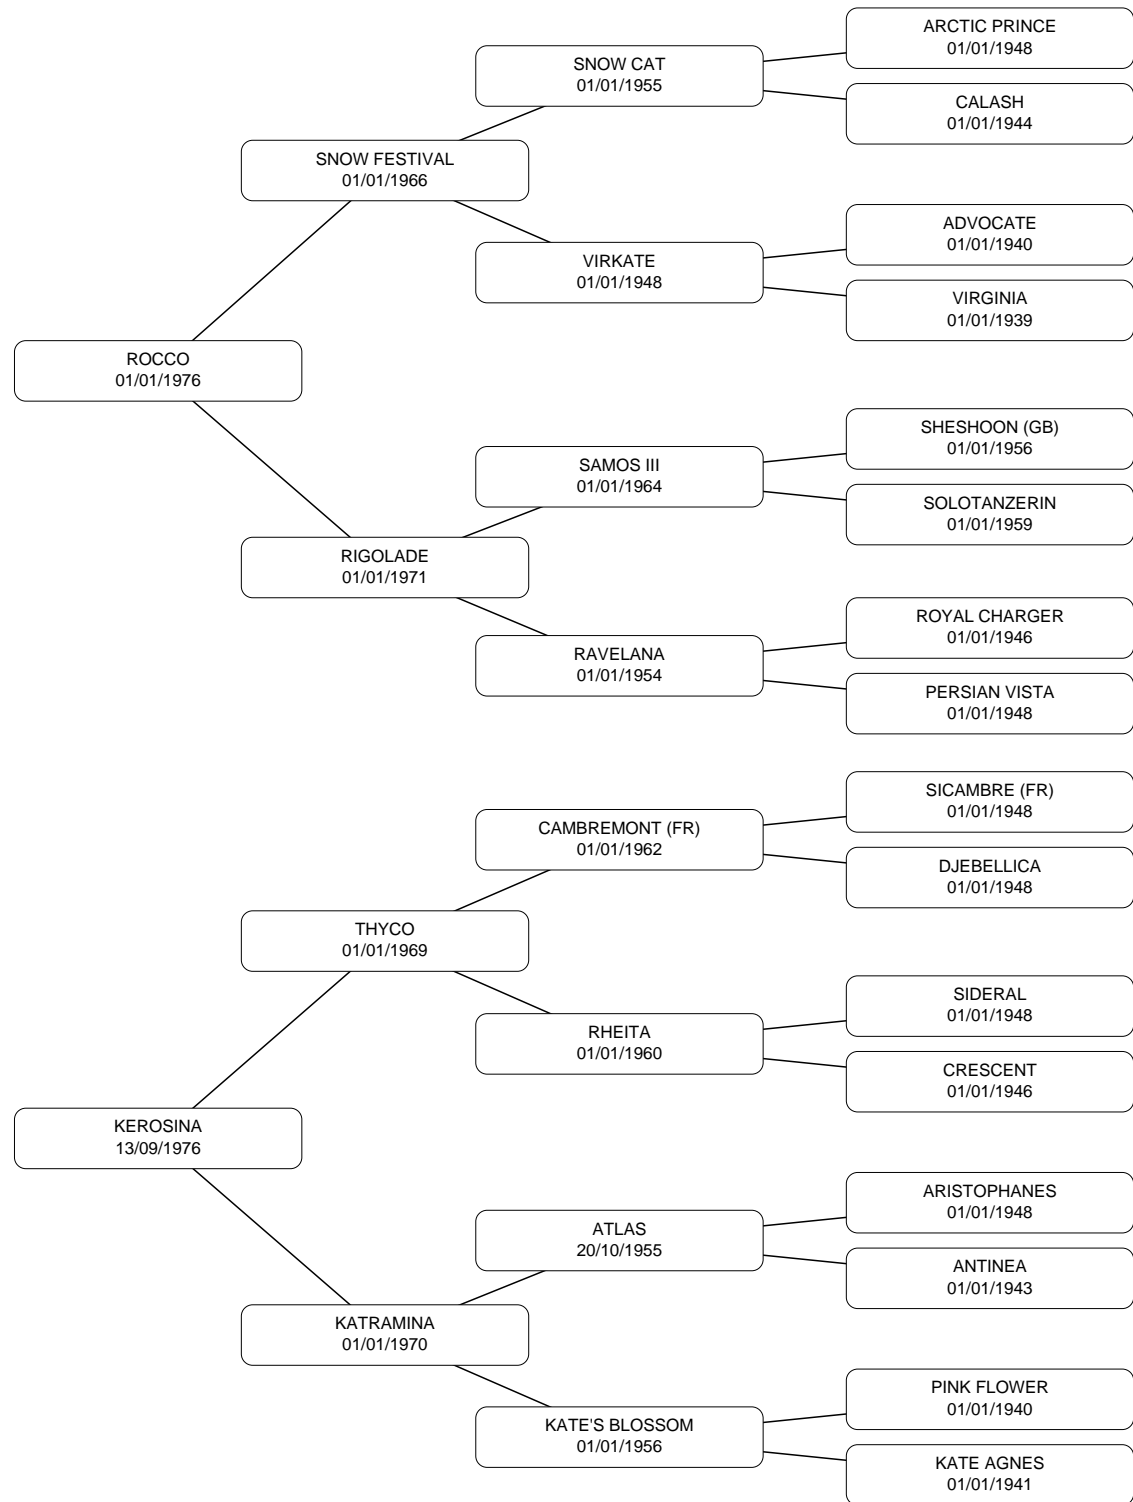 ARCTIC PRINCE
01/01/1948
SNOW CAT
01/01/1955
CALASH
01/01/1944
SNOW FESTIVAL
01/01/1966
ADVOCATE
01/01/1940
VIRKATE
01/01/1948
VIRGINIA
01/01/1939
ROCCO
01/01/1976
SHESHOON (GB)
01/01/1956
SAMOS III
01/01/1964
SOLOTANZERIN
01/01/1959
RIGOLADE
01/01/1971
ROYAL CHARGER
01/01/1946
RAVELANA
01/01/1954
PERSIAN VISTA
01/01/1948
SICAMBRE (FR)
01/01/1948
CAMBREMONT (FR)
01/01/1962
DJEBELLICA
01/01/1948
THYCO
01/01/1969
SIDERAL
01/01/1948
RHEITA
01/01/1960
CRESCENT
01/01/1946
KEROSINA
13/09/1976
ARISTOPHANES
01/01/1948
ATLAS
20/10/1955
ANTINEA
01/01/1943
KATRAMINA
01/01/1970
PINK FLOWER
01/01/1940
KATE'S BLOSSOM
01/01/1956
KATE AGNES
01/01/1941